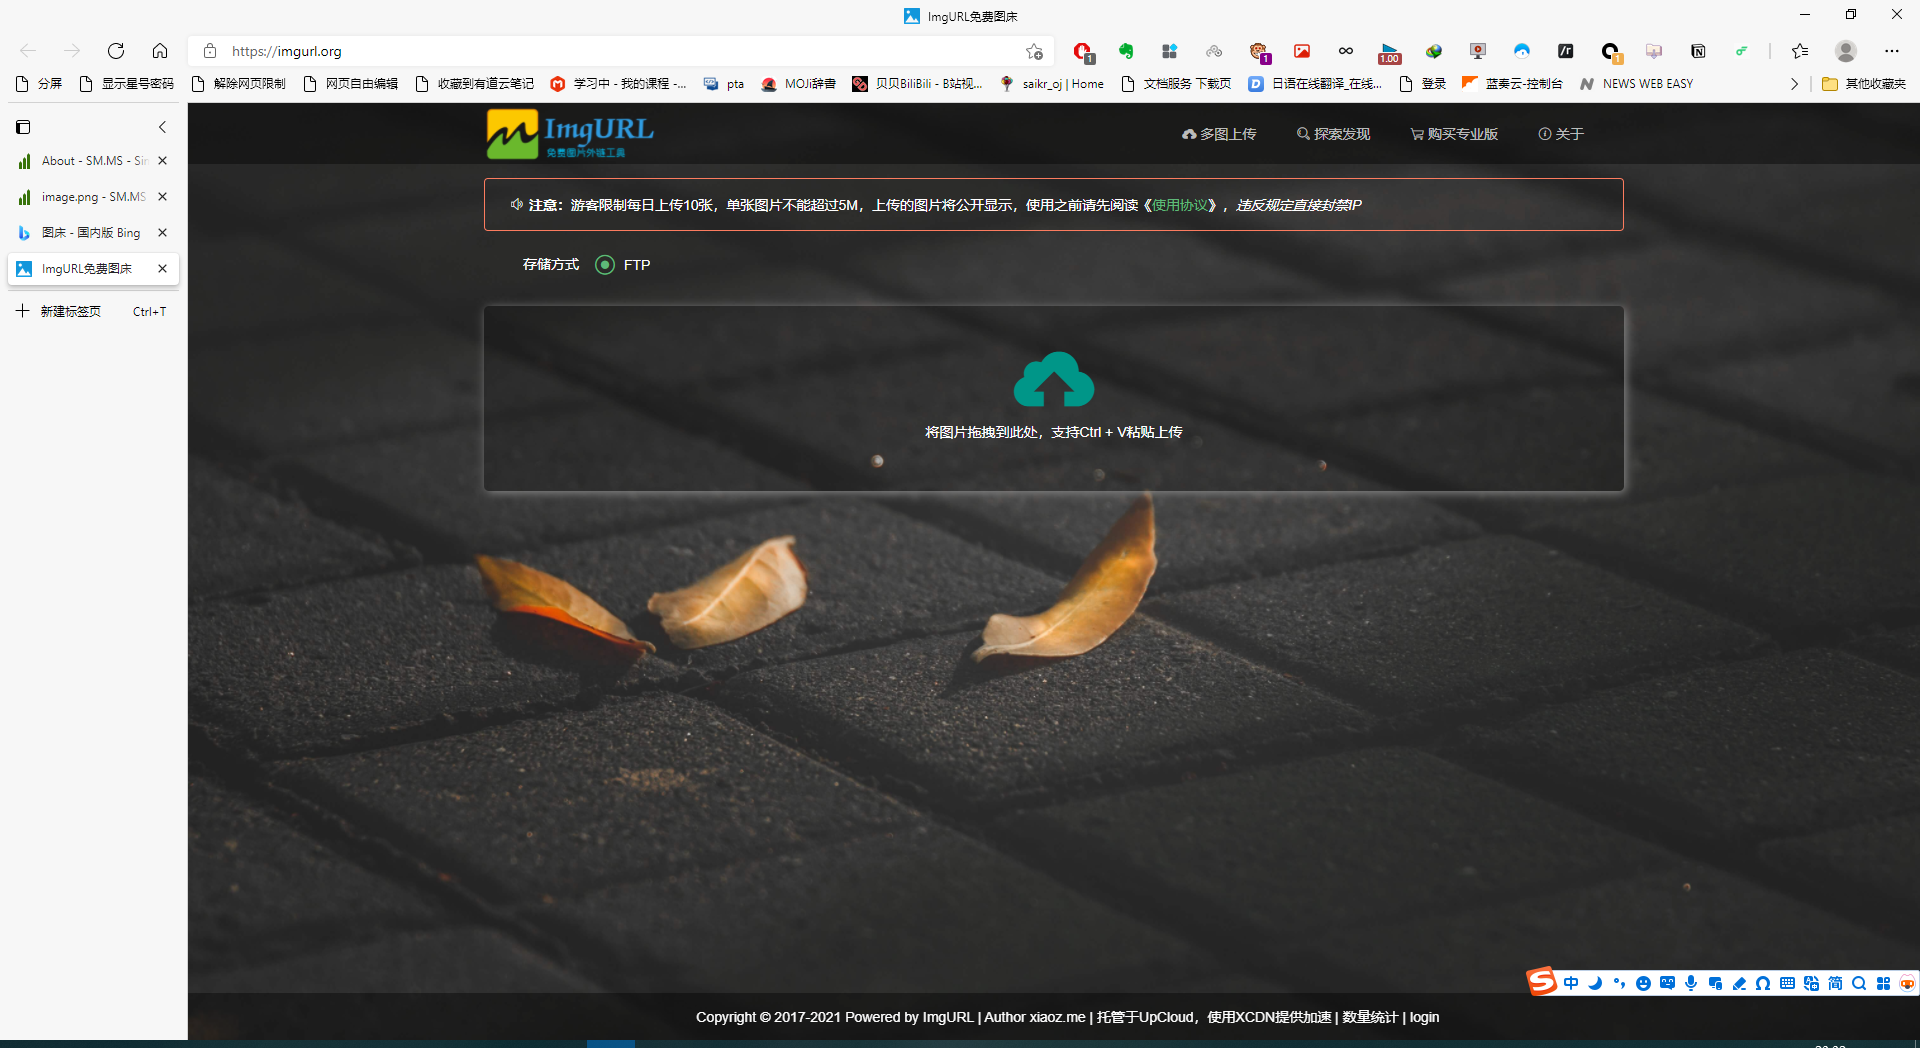 ImgURL免费图床
https://imgurl.org
1
1
1.00
1
分屏
显示星号密码
解除网页限制
网页自由编辑
收藏到有道云笔记
学习中 - 我的课程 -...
pta
MOJi辞書
贝贝BiliBili - B站视...
saikr_oj | Home
文档服务 下载页
日语在线翻译_在线...
登录
蓝奏云-控制台
NEWS WEB EASY
其他收藏夹
About - SM.MS - Sin
image.png - SM.MS
图床 - 国内版 Bing
ImgURL免费图床
新建标签页 Ctrl+T
ImgURL
免费图片外链工具
多图上传
探索发现
购买专业版
关于
注意：游客限制每日上传10张，单张图片不能超过5M，上传的图片将公开显示，使用之前请先阅读《使用协议》，违反规定直接封禁IP
存储方式 FTP
将图片拖拽到此处，支持Ctrl + V粘贴上传
中
简
Copyright © 2017-2021 Powered by ImgURL | Author xiaoz.me | 托管于UpCloud，使用XCDN提供加速 | 数量统计 | login